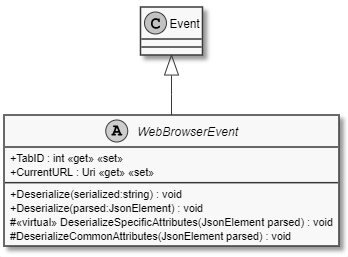 C Event
A WebBrowserEvent
+TabID : int «get» «set»
+CurrentURL : Uri «get» «set»
+Deserialize(serialized:string) : void
+Deserialize(parsed:JsonElement) : void
#«virtual» DeserializeSpecificAttributes(JsonElement parsed) : void
#DeserializeCommonAttributes(JsonElement parsed) : void